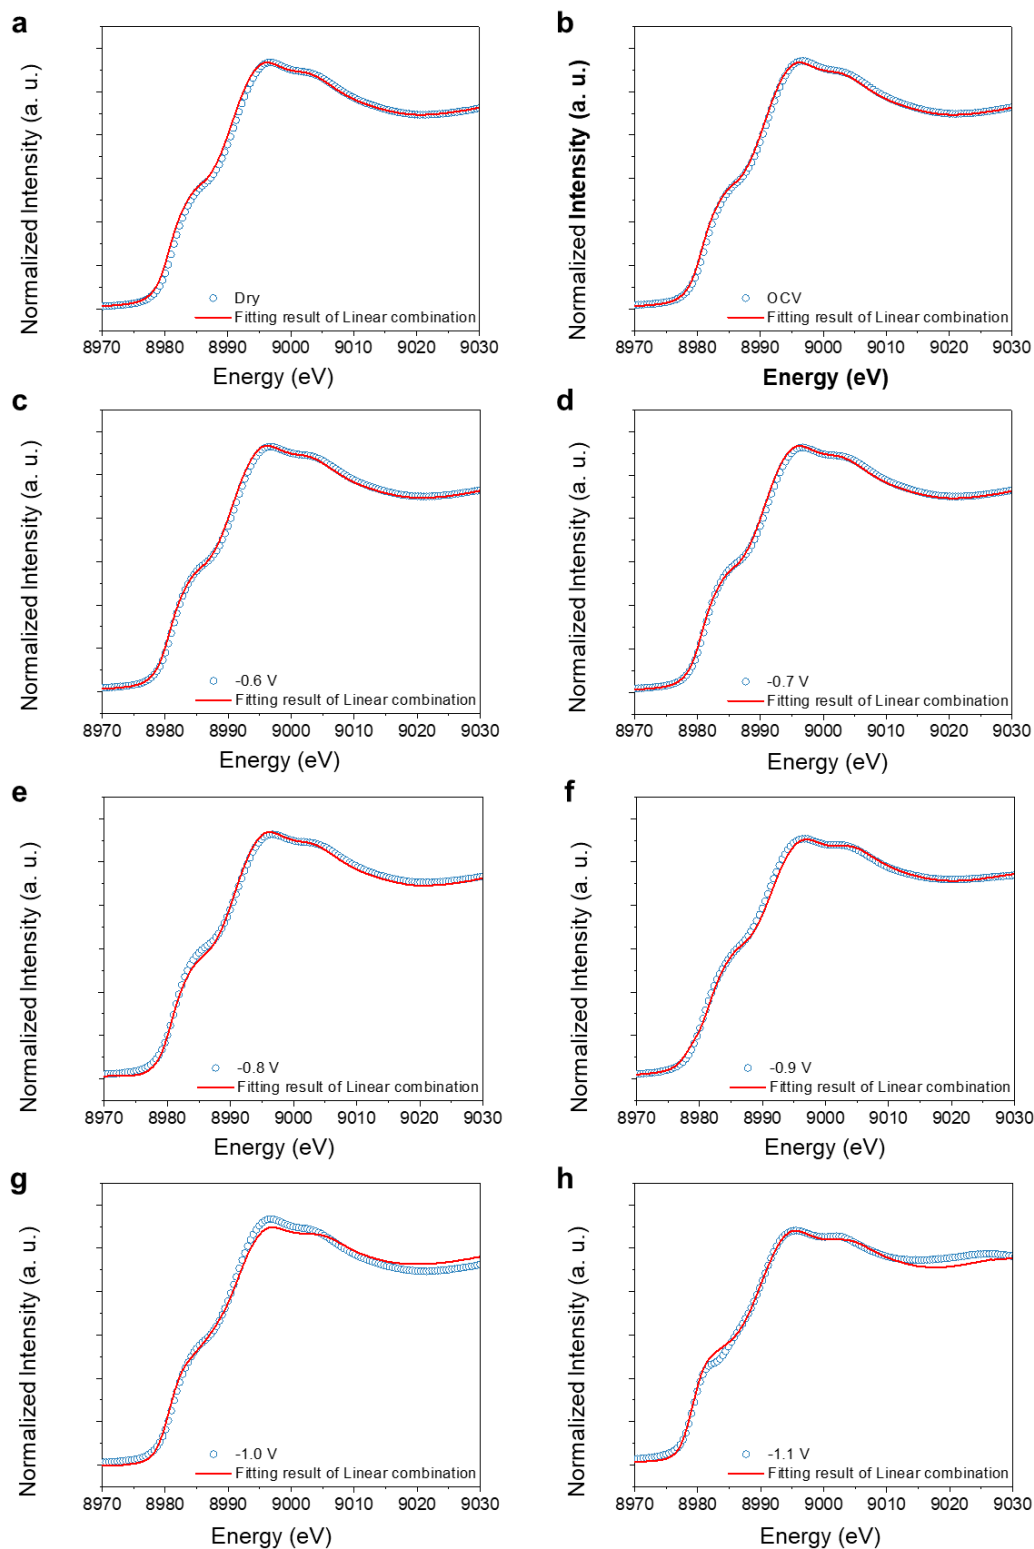 a
Normalized Intensity (a. u.)
Dry
Fitting result of Linear combination
8970 8980 8990 9000 9010 9020 9030
Energy (eV)
b
Normalized Intensity (a. u.)
OCV
Fitting result of Linear combination
8970 8980 8990 9000 9010 9020 9030
Energy (eV)
c
Normalized Intensity (a. u.)
-0.6 V
Fitting result of Linear combination
8970 8980 8990 9000 9010 9020 9030
Energy (eV)
d
Normalized Intensity (a. u.)
-0.7 V
Fitting result of Linear combination
8970 8980 8990 9000 9010 9020 9030
Energy (eV)
e
Normalized Intensity (a. u.)
-0.8 V
Fitting result of Linear combination
8970 8980 8990 9000 9010 9020 9030
Energy (eV)
f
Normalized Intensity (a. u.)
-0.9 V
Fitting result of Linear combination
8970 8980 8990 9000 9010 9020 9030
Energy (eV)
g
Normalized Intensity (a. u.)
-1.0 V
Fitting result of Linear combination
8970 8980 8990 9000 9010 9020 9030
Energy (eV)
h
Normalized Intensity (a. u.)
-1.1 V
Fitting result of Linear combination
8970 8980 8990 9000 9010 9020 9030
Energy (eV)